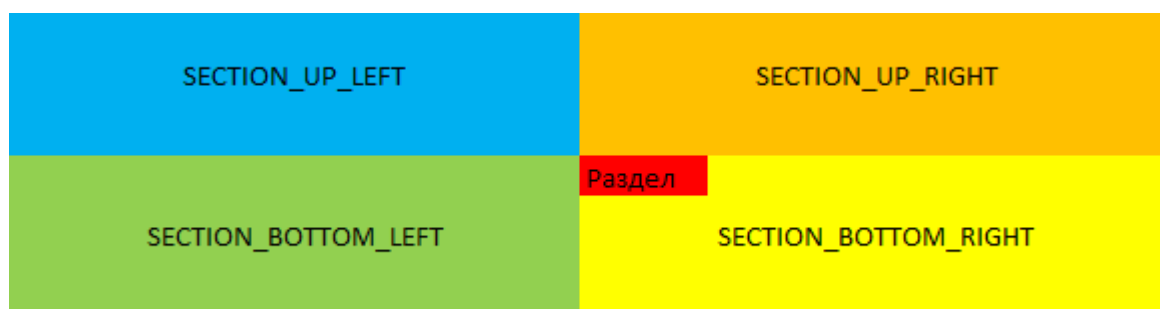 SECTION_UP_LEFT
SECTION_UP_RIGHT
Раздел
SECTION_BOTTOM_LEFT
SECTION_BOTTOM_RIGHT